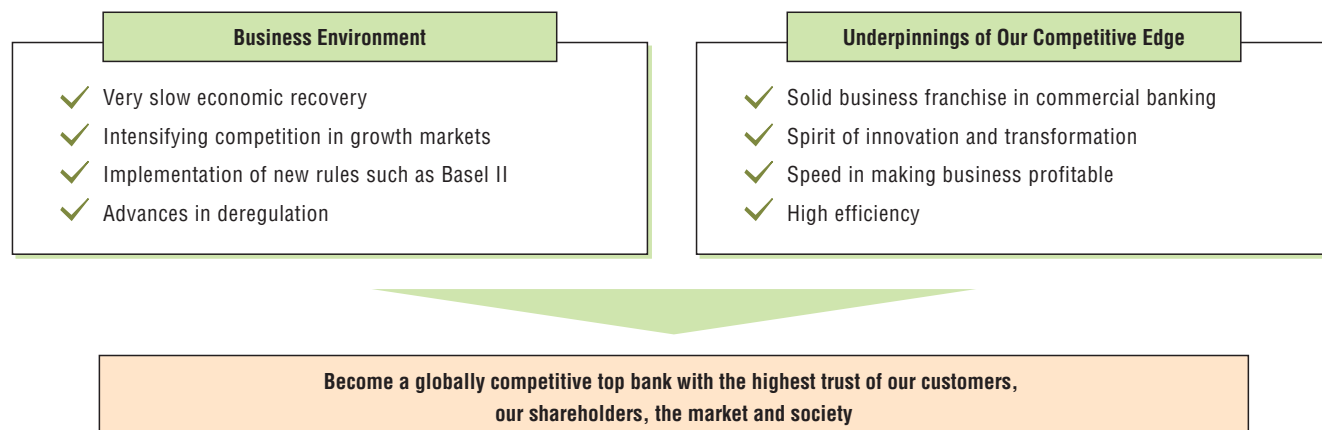 Business Environment
Very slow economic recovery
Intensifying competition in growth markets
Implementation of new rules such as Basel II
Advances in deregulation
Underpinnings of Our Competitive Edge
Solid business franchise in commercial banking
Spirit of innovation and transformation
Speed in making business profitable
High efficiency
Become a globally competitive top bank with the highest trust of our customers,
our shareholders, the market and society